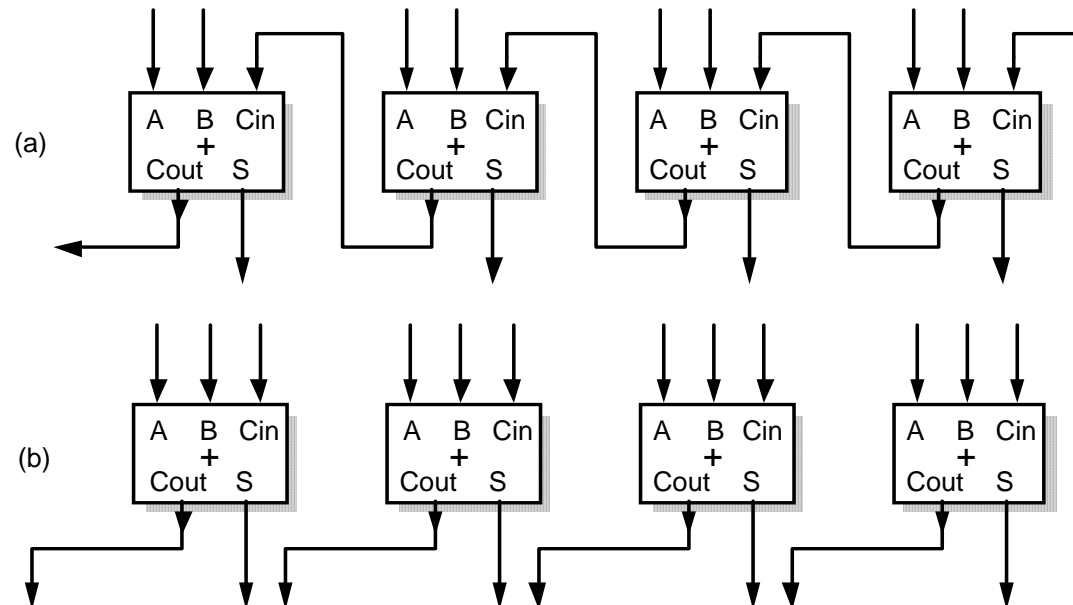 A B Cin A B Cin A B Cin A B Cin
(a) + + + +
Cout S Cout S Cout S Cout S
A B Cin A B Cin A B Cin A B Cin
(b) + + + +
Cout S Cout S Cout S Cout S